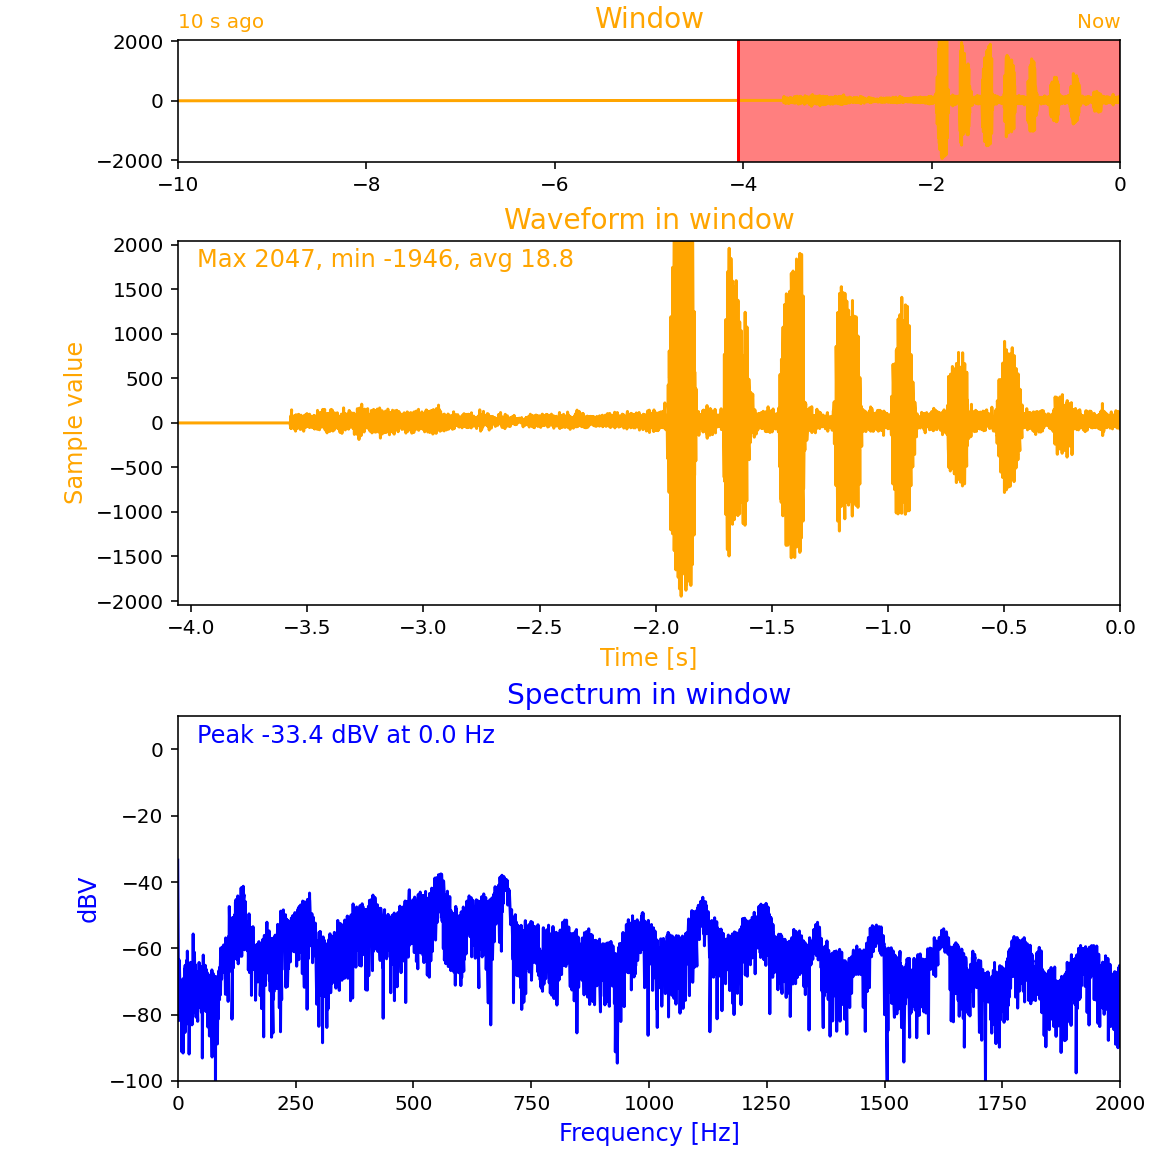 10 s ago Window Now
2000
0
−2000
−10 −8 −6 −4 −2 0
Waveform in window
Max 2047, min -1946, avg 18.8
2000
1500
1000
500
0
−500
−1000
−1500
−2000
Sample value
−4.0 −3.5 −3.0 −2.5 −2.0 −1.5 −1.0 −0.5 0.0
Time [s]
Spectrum in window
Peak -33.4 dBV at 0.0 Hz
0
−20
−40
−60
−80
−100
dBV
0 250 500 750 1000 1250 1500 1750 2000
Frequency [Hz]